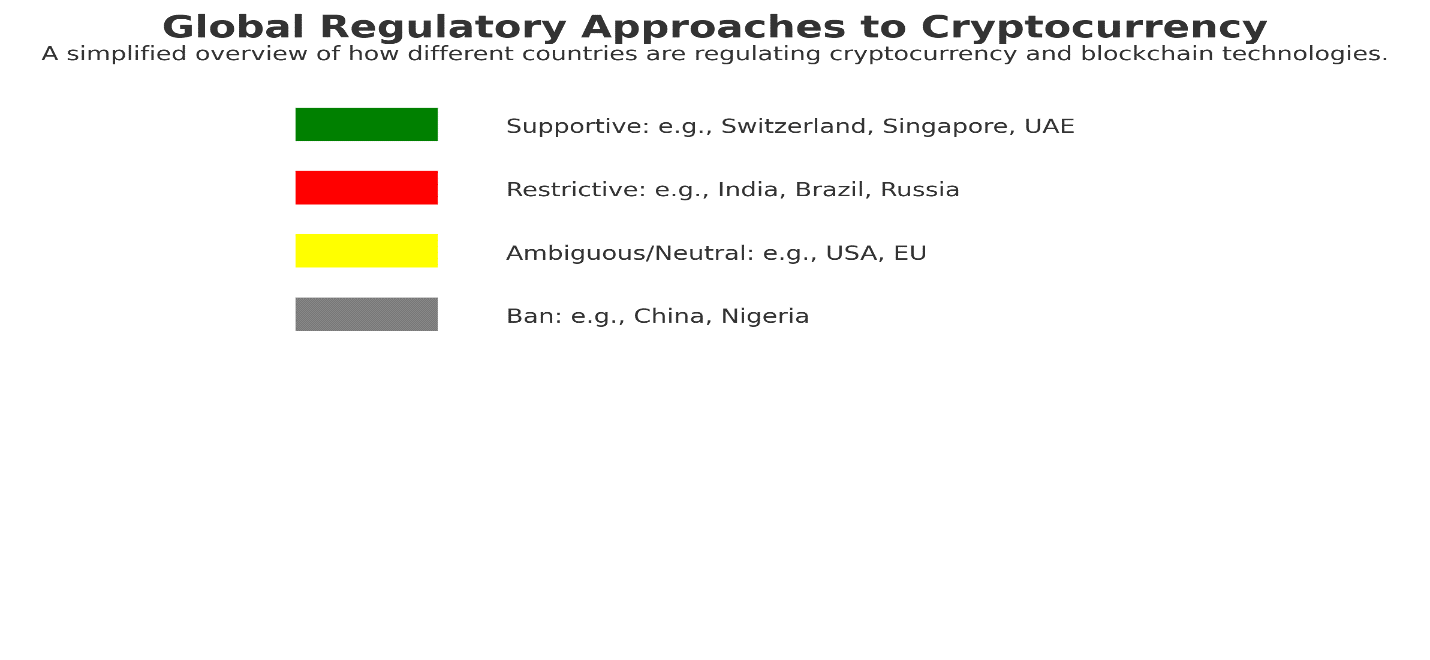 Global Regulatory Approaches to Cryptocurrency
A simplified overview of how different countries are regulating cryptocurrency and blockchain technologies.
Supportive: e.g., Switzerland, Singapore, UAE
Restrictive: e.g., India, Brazil, Russia
Ambiguous/Neutral: e.g., USA, EU
Ban: e.g., China, Nigeria